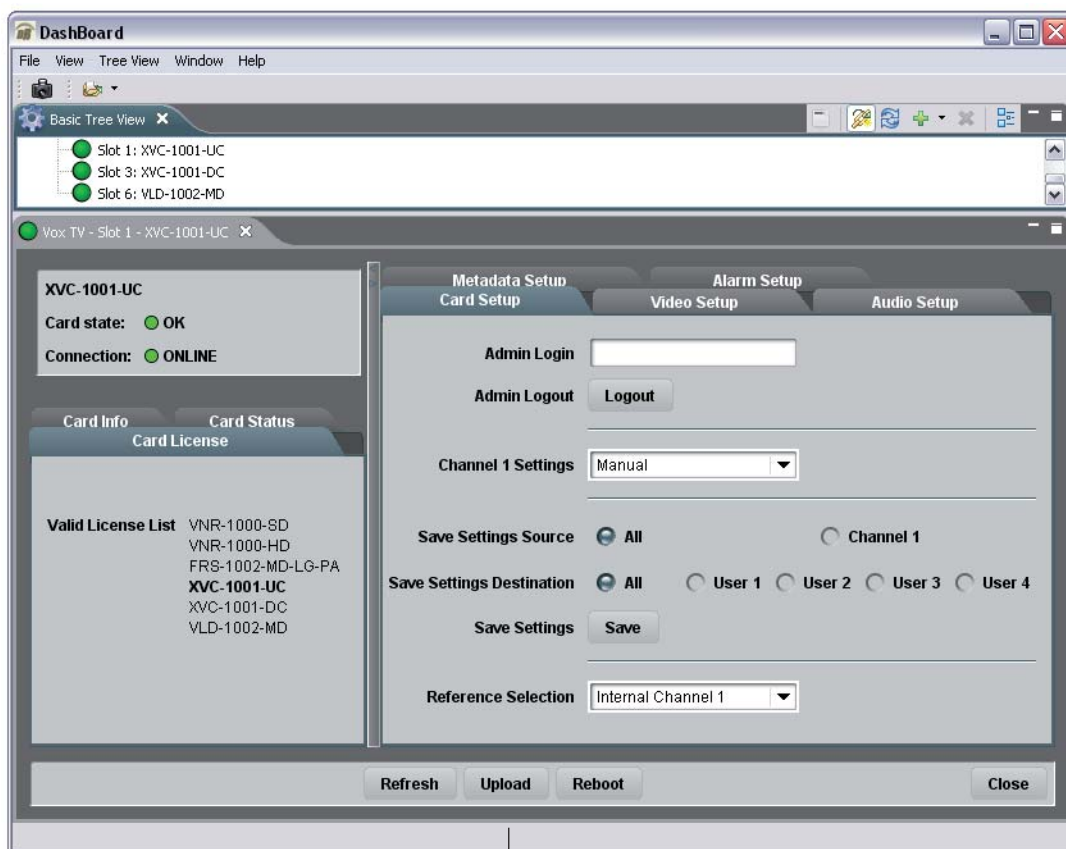 DashBoard
File View Tree View Window Help
Basic Tree View
Slot 1: XVC-1001-UC
Slot 3: XVC-1001-DC
Slot 6: VLD-1002-MD
Vox TV - Slot 1 - XVC-1001-UC
XVC-1001-UC
Card state: OK
Connection: ONLINE
Card Info Card Status
Card License
Valid License List VNR-1000-SD
VNR-1000-HD
FRS-1002-MD-LG-PA
XVC-1001-UC
XVC-1001-DC
VLD-1002-MD
Metadata Setup Alarm Setup
Card Setup Video Setup Audio Setup
Admin Login
Admin Logout Logout
Channel 1 Settings Manual
Save Settings Source All Channel 1
Save Settings Destination All User 1 User 2 User 3 User 4
Save Settings Save
Reference Selection Internal Channel 1
Refresh Upload Reboot Close